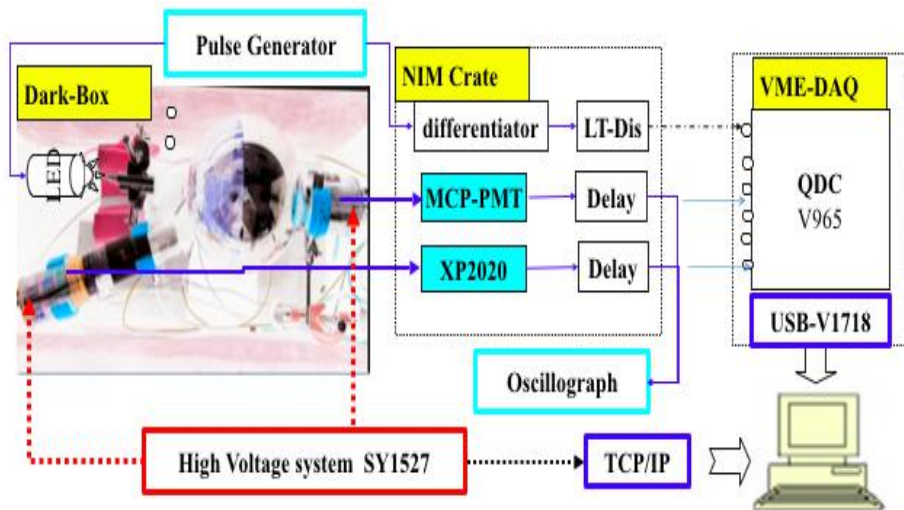 Pulse Generator
Dark-Box
LED
NIM Crate
differentiator
LT-Dis
MCP-PMT
Delay
XP2020
Delay
Oscillograph
VME-DAQ
QDC
V965
USB-V1718
High Voltage system SY1527
TCP/IP